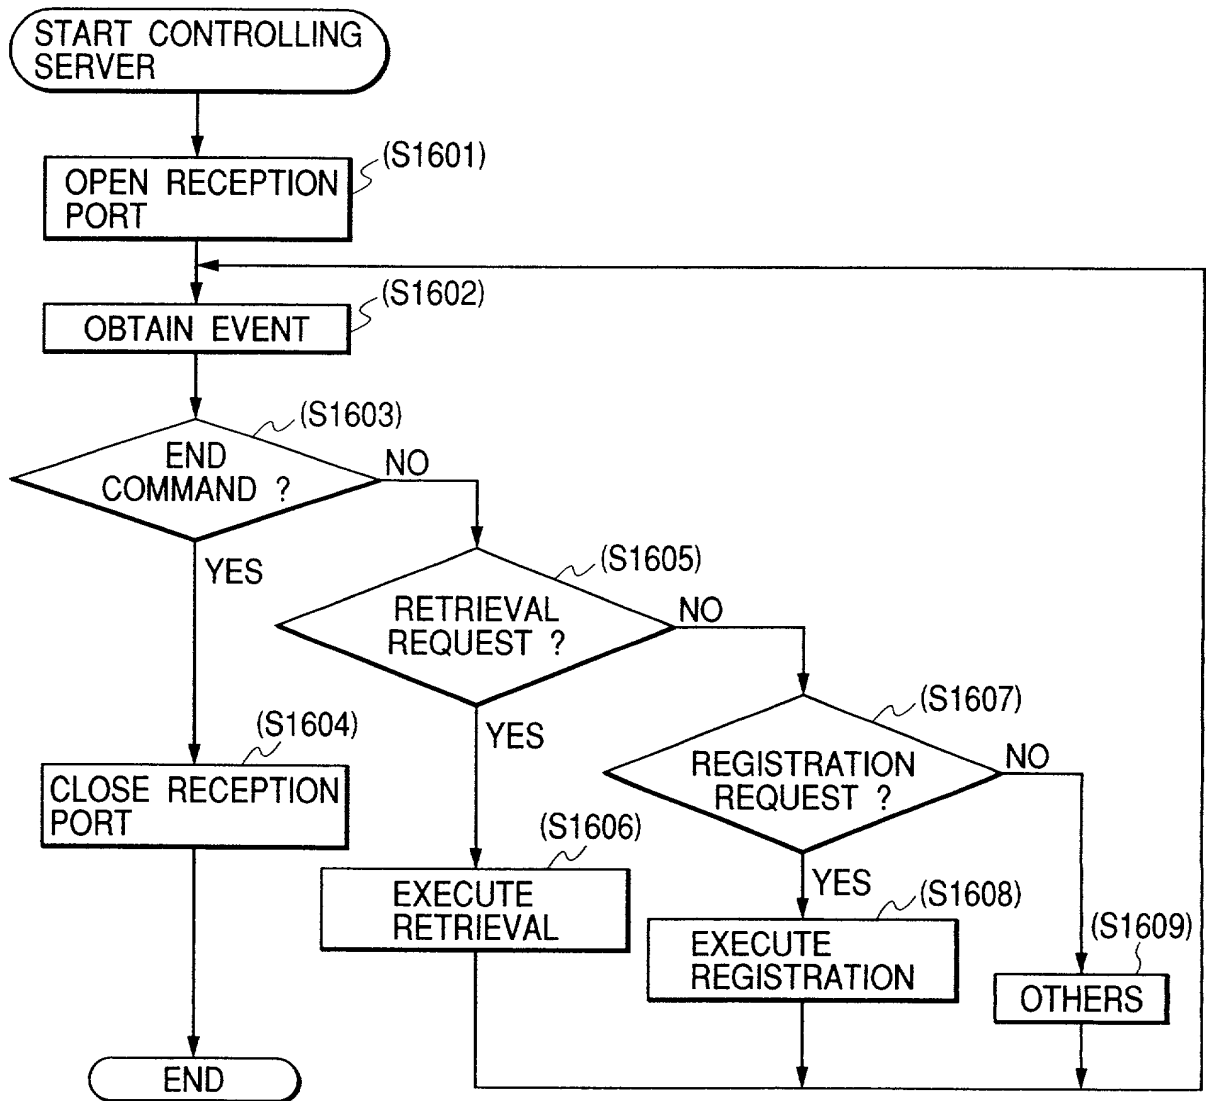 START CONTROLLING
SERVER
(S1601)
OPEN RECEPTION
PORT
(S1602)
OBTAIN EVENT
(S1603)
END
COMMAND ?
NO
YES
(S1605)
RETRIEVAL
REQUEST ?
NO
YES
(S1607)
REGISTRATION
REQUEST ?
NO
YES
(S1604)
CLOSE RECEPTION
PORT
(S1606)
EXECUTE
RETRIEVAL
(S1608)
EXECUTE
REGISTRATION
(S1609)
OTHERS
END